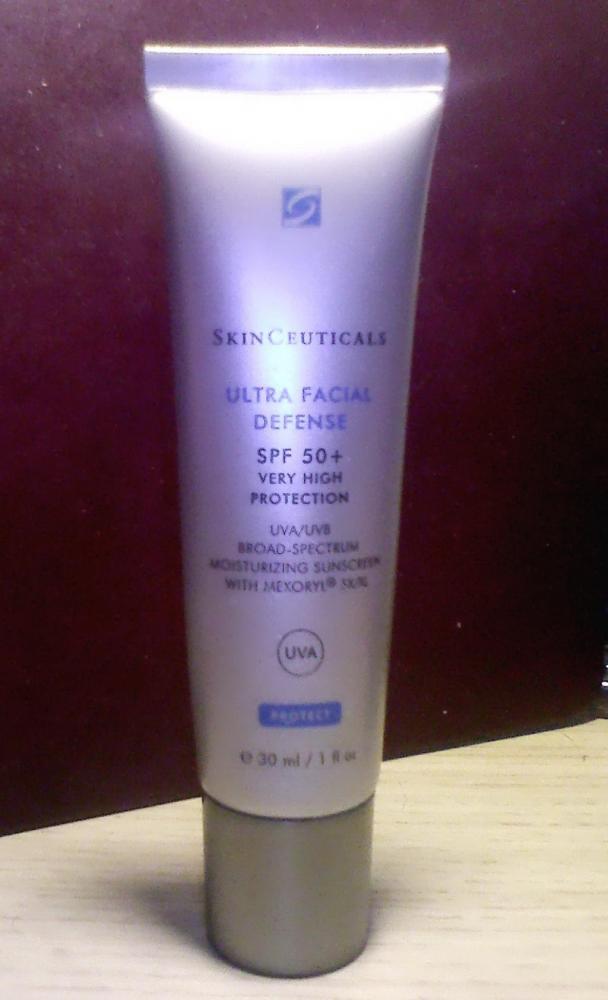 SKINCEUTICALS
ULTRA FACIAL
DEFENSE
SPF 50+
VERY HIGH
PROTECTION
UVA/UVB
BROAD-SPECTRUM
MOISTURIZING SUNSCREEN
WITH MEXORYL® SX/XL
UVA
PROTECT
℮ 30 ml / 1 fl oz